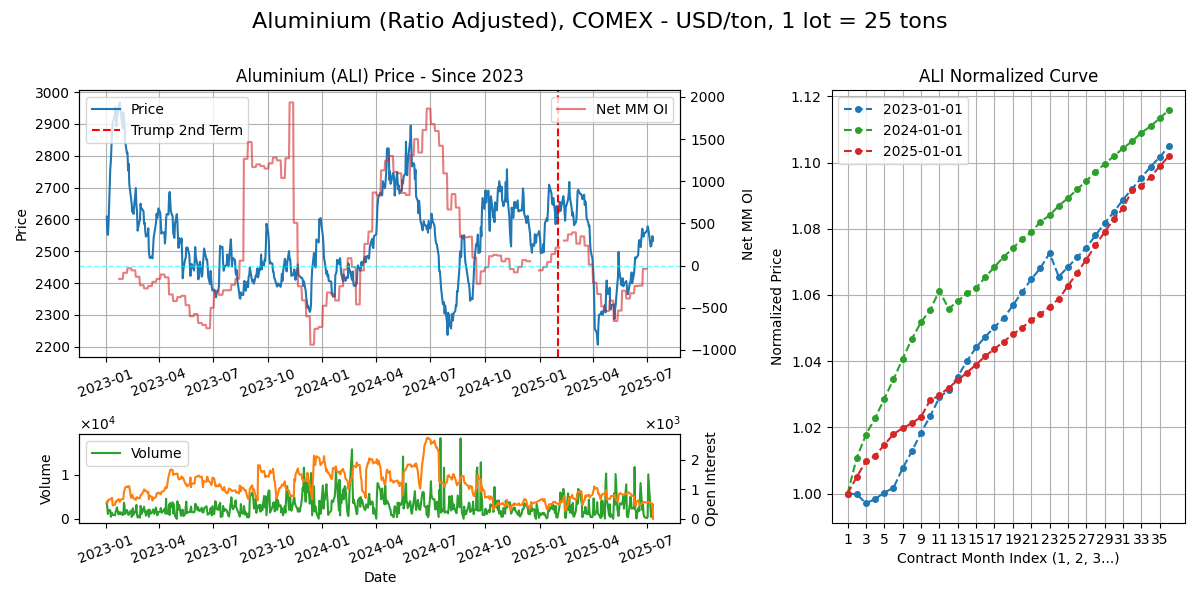 Aluminium (Ratio Adjusted), COMEX - USD/ton, 1 lot = 25 tons
Aluminium (ALI) Price - Since 2023
Price
Trump 2nd Term
Net MM OI
3000
2900
2800
2700
2600
2500
2400
2300
2200
Price
2000
1500
1000
500
0
−500
−1000
Net MM OI
2023-01 2023-04 2023-07 2023-10 2024-01 2024-04 2024-07 2024-10 2025-01 2025-04 2025-07
×10⁴
×10³
Volume
1
0
Volume
2
1
0
Open Interest
2023-01 2023-04 2023-07 2023-10 2024-01 2024-04 2024-07 2024-10 2025-01 2025-04 2025-07
Date
ALI Normalized Curve
2023-01-01
2024-01-01
2025-01-01
1.12
1.10
1.08
1.06
1.04
1.02
1.00
Normalized Price
1 3 5 7 9 11 13 15 17 19 21 23 25 27 29 31 33 35
Contract Month Index (1, 2, 3...)